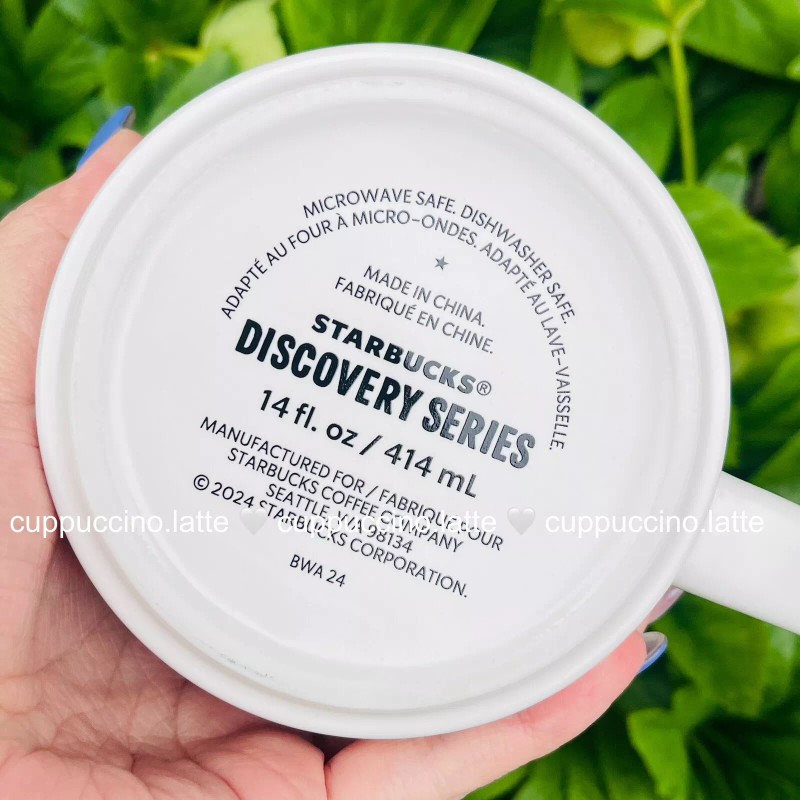 MICROWAVE SAFE. DISHWASHER SAFE.
ADAPTÉ AU FOUR À MICRO-ONDES. ADAPTÉ AU LAVE-VAISSELLE.
MADE IN CHINA.
FABRIQUÉ EN CHINE.
STARBUCKS®
DISCOVERY SERIES
14 fl. oz / 414 mL
MANUFACTURED FOR / FABRIQUÉ POUR
STARBUCKS COFFEE COMPANY
SEATTLE, WA 98134
© 2024 STARBUCKS CORPORATION.
BWA 24
cuppuccino.latte 🤍 cuppuccino.latte 🤍 cuppuccino.latte